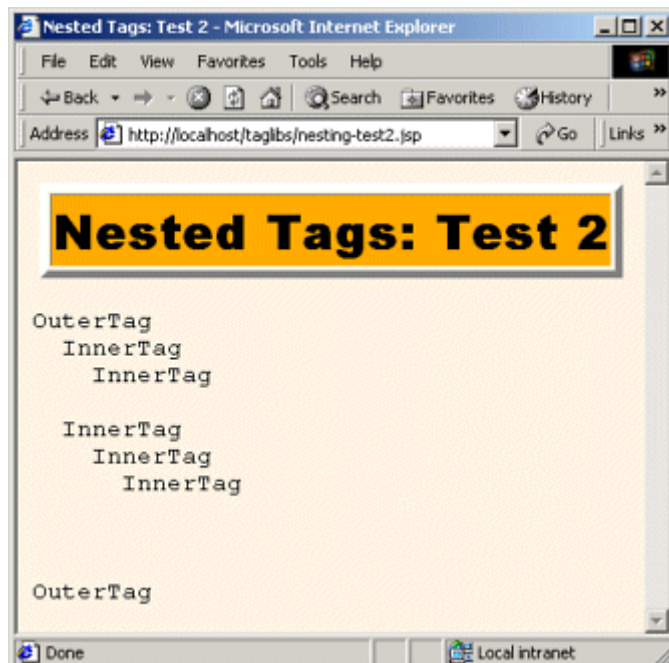 Nested Tags: Test 2 - Microsoft Internet Explorer
File Edit View Favorites Tools Help
Back Search Favorites History »
Address http://localhost/taglibs/nesting-test2.jsp Go Links »
Nested Tags: Test 2
OuterTag
InnerTag
InnerTag
InnerTag
InnerTag
InnerTag
OuterTag
Done Local intranet